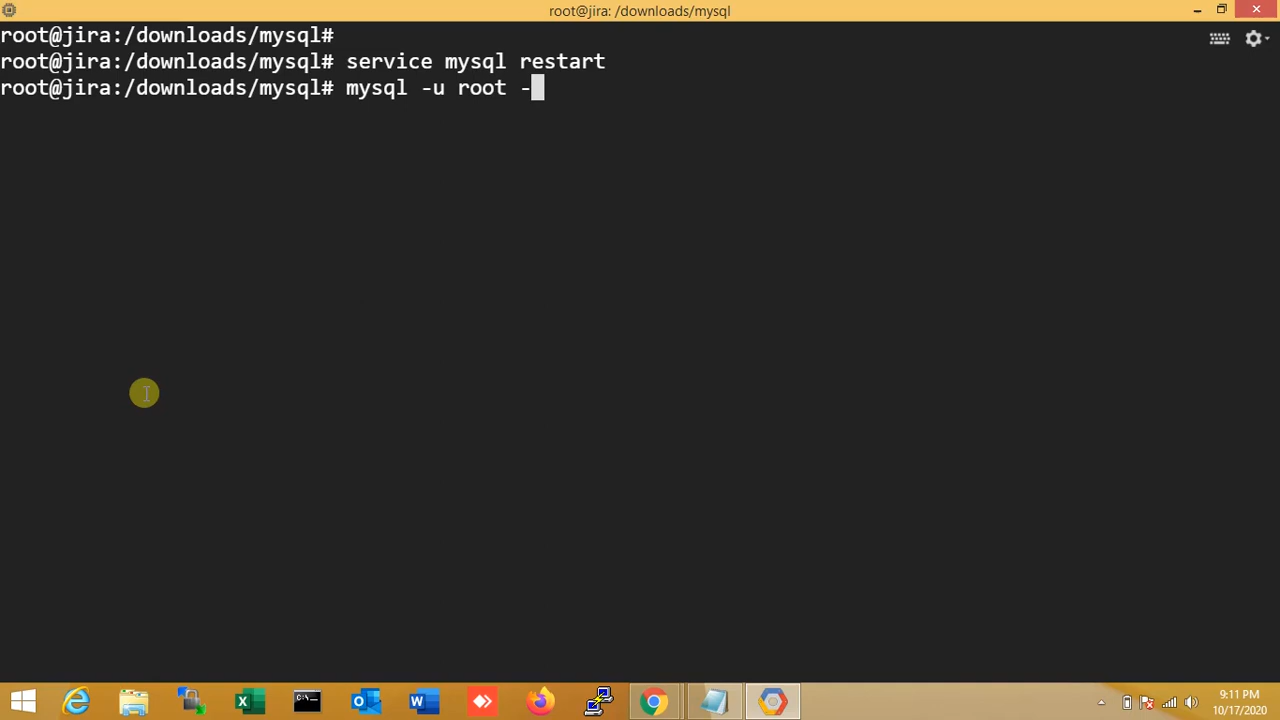 root@jira: /downloads/mysql
root@jira:/downloads/mysql#
root@jira:/downloads/mysql# service mysql restart
root@jira:/downloads/mysql# mysql -u root -
9:11 PM
10/17/2020